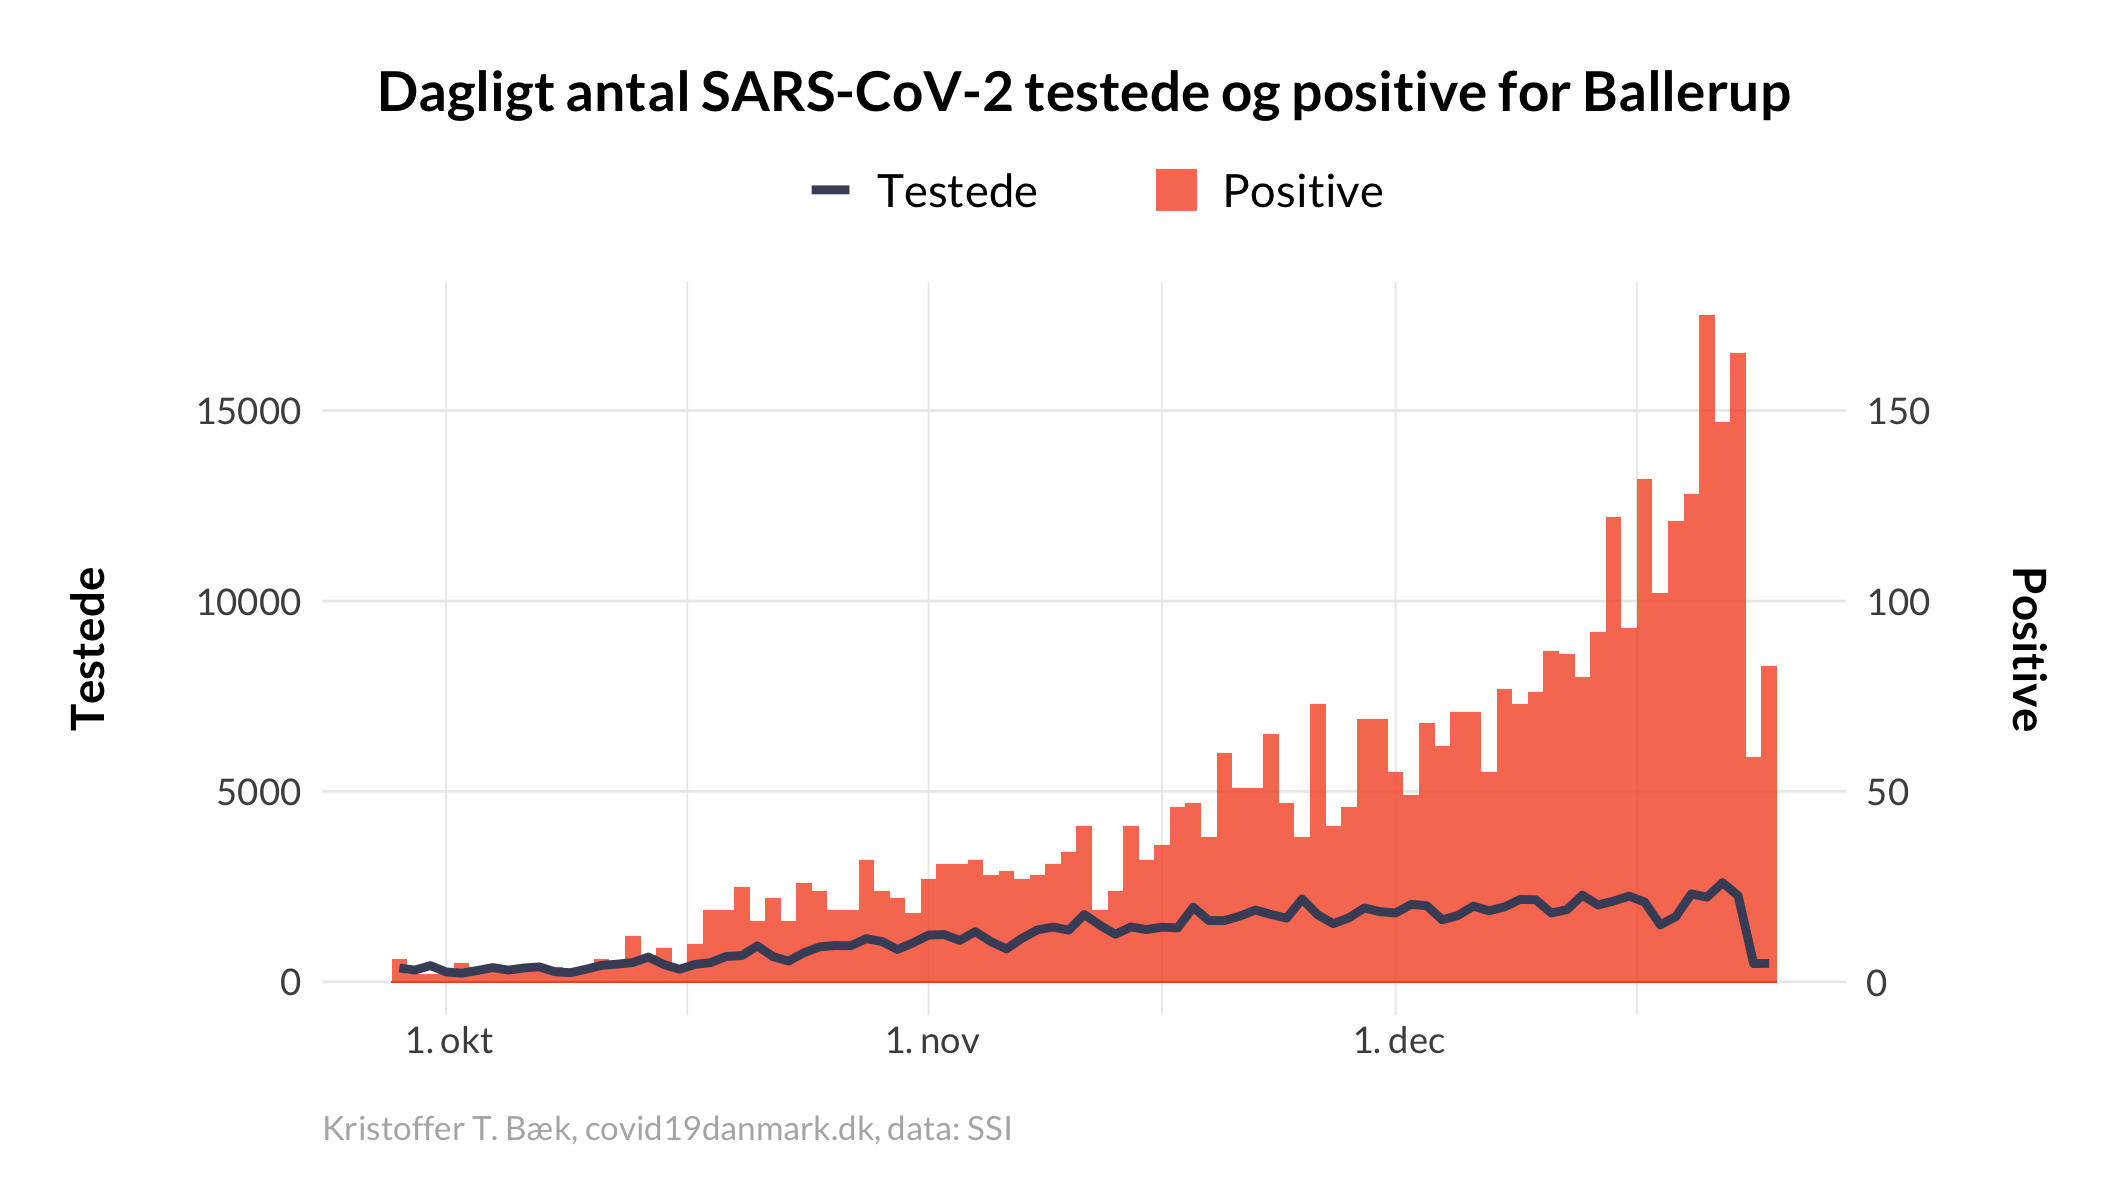 Dagligt antal SARS-CoV-2 testede og positive for Ballerup
Testede Positive
15000 150
10000 100
5000 50
0 0
Testede
Positive
1. okt 1. nov 1. dec
Kristoffer T. Bæk, covid19danmark.dk, data: SSI